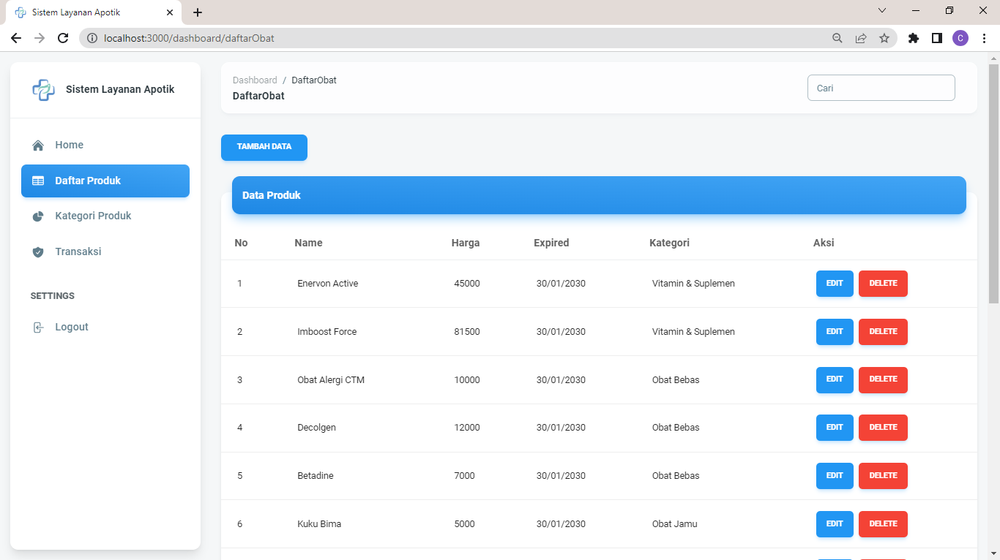 Sistem Layanan Apotik
localhost:3000/dashboard/daftarObat
C
Sistem Layanan Apotik
Home
Daftar Produk
Kategori Produk
Transaksi
SETTINGS
Logout
Dashboard / DaftarObat
DaftarObat
Cari
TAMBAH DATA
Data Produk
No Name Harga Expired Kategori Aksi
1 Enervon Active 45000 30/01/2030 Vitamin & Suplemen EDIT DELETE
2 Imboost Force 81500 30/01/2030 Vitamin & Suplemen EDIT DELETE
3 Obat Alergi CTM 10000 30/01/2030 Obat Bebas EDIT DELETE
4 Decolgen 12000 30/01/2030 Obat Bebas EDIT DELETE
5 Betadine 7000 30/01/2030 Obat Bebas EDIT DELETE
6 Kuku Bima 5000 30/01/2030 Obat Jamu EDIT DELETE